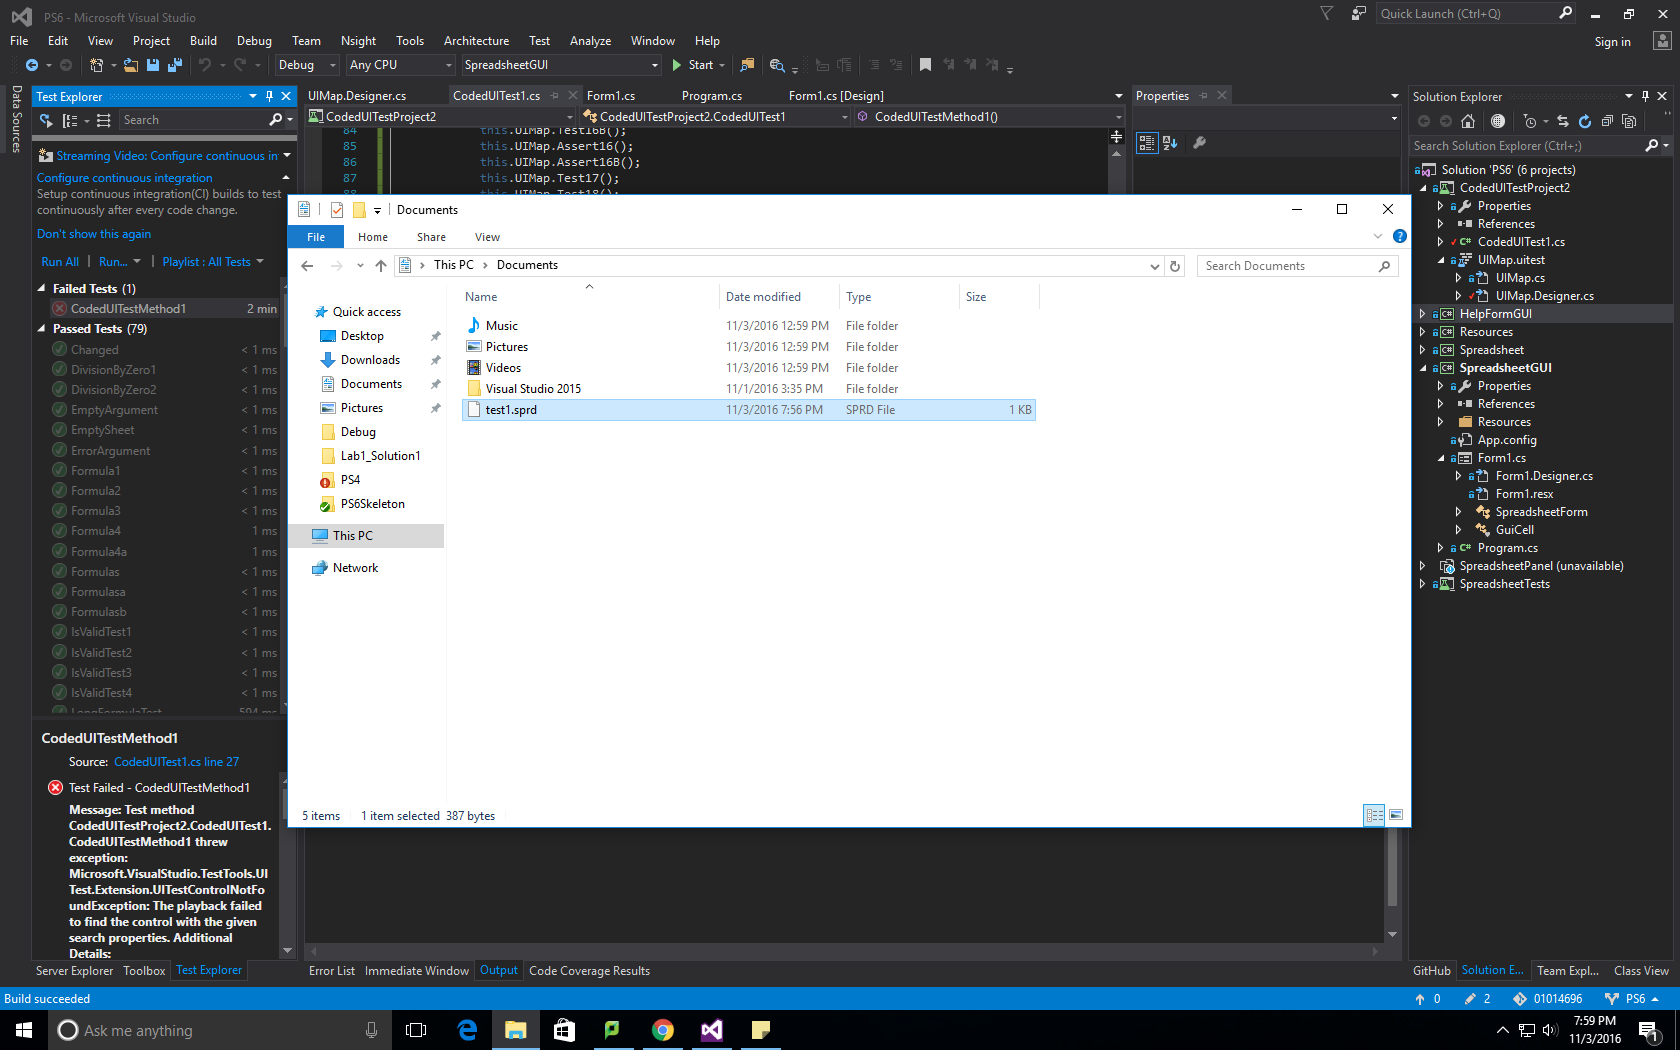 PS6 - Microsoft Visual Studio
Quick Launch (Ctrl+Q)
File Edit View Project Build Debug Team Nsight Tools Architecture Test Analyze Window Help
Sign in
Debug Any CPU SpreadsheetGUI Start
Data Sources
Test Explorer
Search
Streaming Video: Configure continuous in
Configure continuous integration
Setup continuous integration(CI) builds to test
continuously after every code change.
Don't show this again
Run All | Run... | Playlist : All Tests
Failed Tests (1)
CodedUITestMethod1 2 min
Passed Tests (79)
Changed < 1 ms
DivisionByZero1 < 1 ms
DivisionByZero2 < 1 ms
EmptyArgument < 1 ms
EmptySheet < 1 ms
ErrorArgument < 1 ms
Formula1 < 1 ms
Formula2 < 1 ms
Formula3 < 1 ms
Formula4 1 ms
Formula4a 1 ms
Formulas < 1 ms
Formulasa < 1 ms
Formulasb < 1 ms
IsValidTest1 < 1 ms
IsValidTest2 < 1 ms
IsValidTest3 < 1 ms
IsValidTest4 < 1 ms
LongFormulaTest 594 ms
CodedUITestMethod1
Source: CodedUITest1.cs line 27
Test Failed - CodedUITestMethod1
Message: Test method
CodedUITestProject2.CodedUITest1.
CodedUITestMethod1 threw
exception:
Microsoft.VisualStudio.TestTools.UI
Test.Extension.UITestControlNotFo
undException: The playback failed
to find the control with the given
search properties. Additional
Details:
Server Explorer Toolbox Test Explorer
UIMap.Designer.cs CodedUITest1.cs Form1.cs Program.cs Form1.cs [Design]
CodedUITestProject2 CodedUITestProject2.CodedUITest1 CodedUITestMethod1()
84 this.UIMap.Test16B();
85 this.UIMap.Assert16();
86 this.UIMap.Assert16B();
87 this.UIMap.Test17();
88 this.UIMap.Test18();
Documents
File Home Share View
This PC Documents
Search Documents
Quick access
Desktop
Downloads
Documents
Pictures
Debug
Lab1_Solution1
PS4
PS6Skeleton
This PC
Network
Name Date modified Type Size
Music 11/3/2016 12:59 PM File folder
Pictures 11/3/2016 12:59 PM File folder
Videos 11/3/2016 12:59 PM File folder
Visual Studio 2015 11/1/2016 3:35 PM File folder
test1.sprd 11/3/2016 7:56 PM SPRD File 1 KB
5 items 1 item selected 387 bytes
Error List Immediate Window Output Code Coverage Results
Properties
Solution Explorer
Search Solution Explorer (Ctrl+;)
Solution 'PS6' (6 projects)
CodedUITestProject2
Properties
References
CodedUITest1.cs
UIMap.uitest
UIMap.cs
UIMap.Designer.cs
HelpFormGUI
Resources
Spreadsheet
SpreadsheetGUI
Properties
References
Resources
App.config
Form1.cs
Form1.Designer.cs
Form1.resx
SpreadsheetForm
GuiCell
Program.cs
SpreadsheetPanel (unavailable)
SpreadsheetTests
GitHub Solution E... Team Expl... Class View
Build succeeded
0 2 01014696 PS6
Ask me anything
7:59 PM
11/3/2016
1